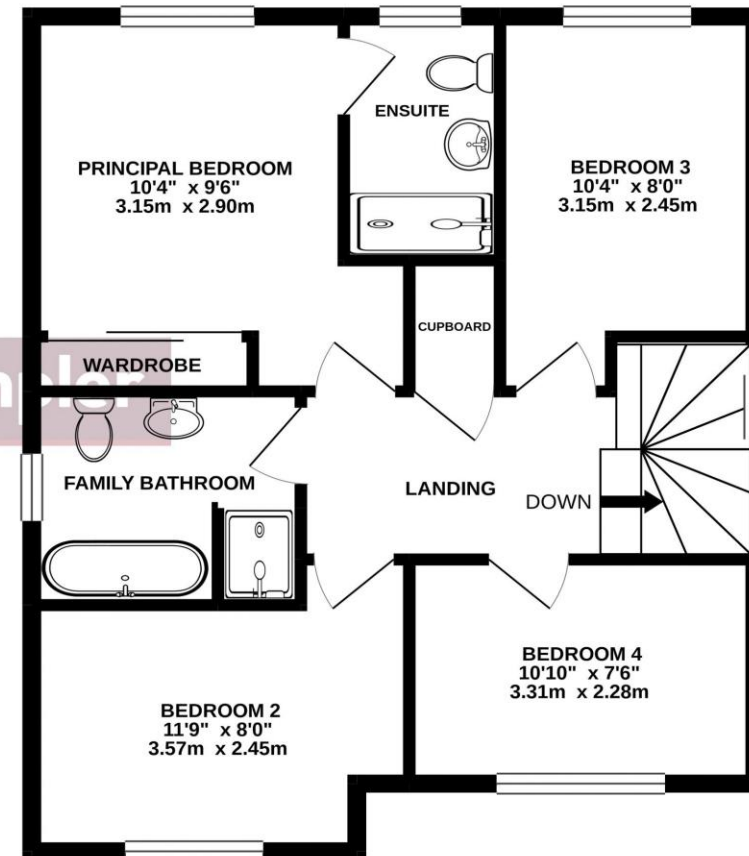 ENSUITE
PRINCIPAL BEDROOM
10'4" x 9'6"
3.15m x 2.90m
BEDROOM 3
10'4" x 8'0"
3.15m x 2.45m
CUPBOARD
WARDROBE
FAMILY BATHROOM
LANDING
DOWN
BEDROOM 4
10'10" x 7'6"
3.31m x 2.28m
BEDROOM 2
11'9" x 8'0"
3.57m x 2.45m